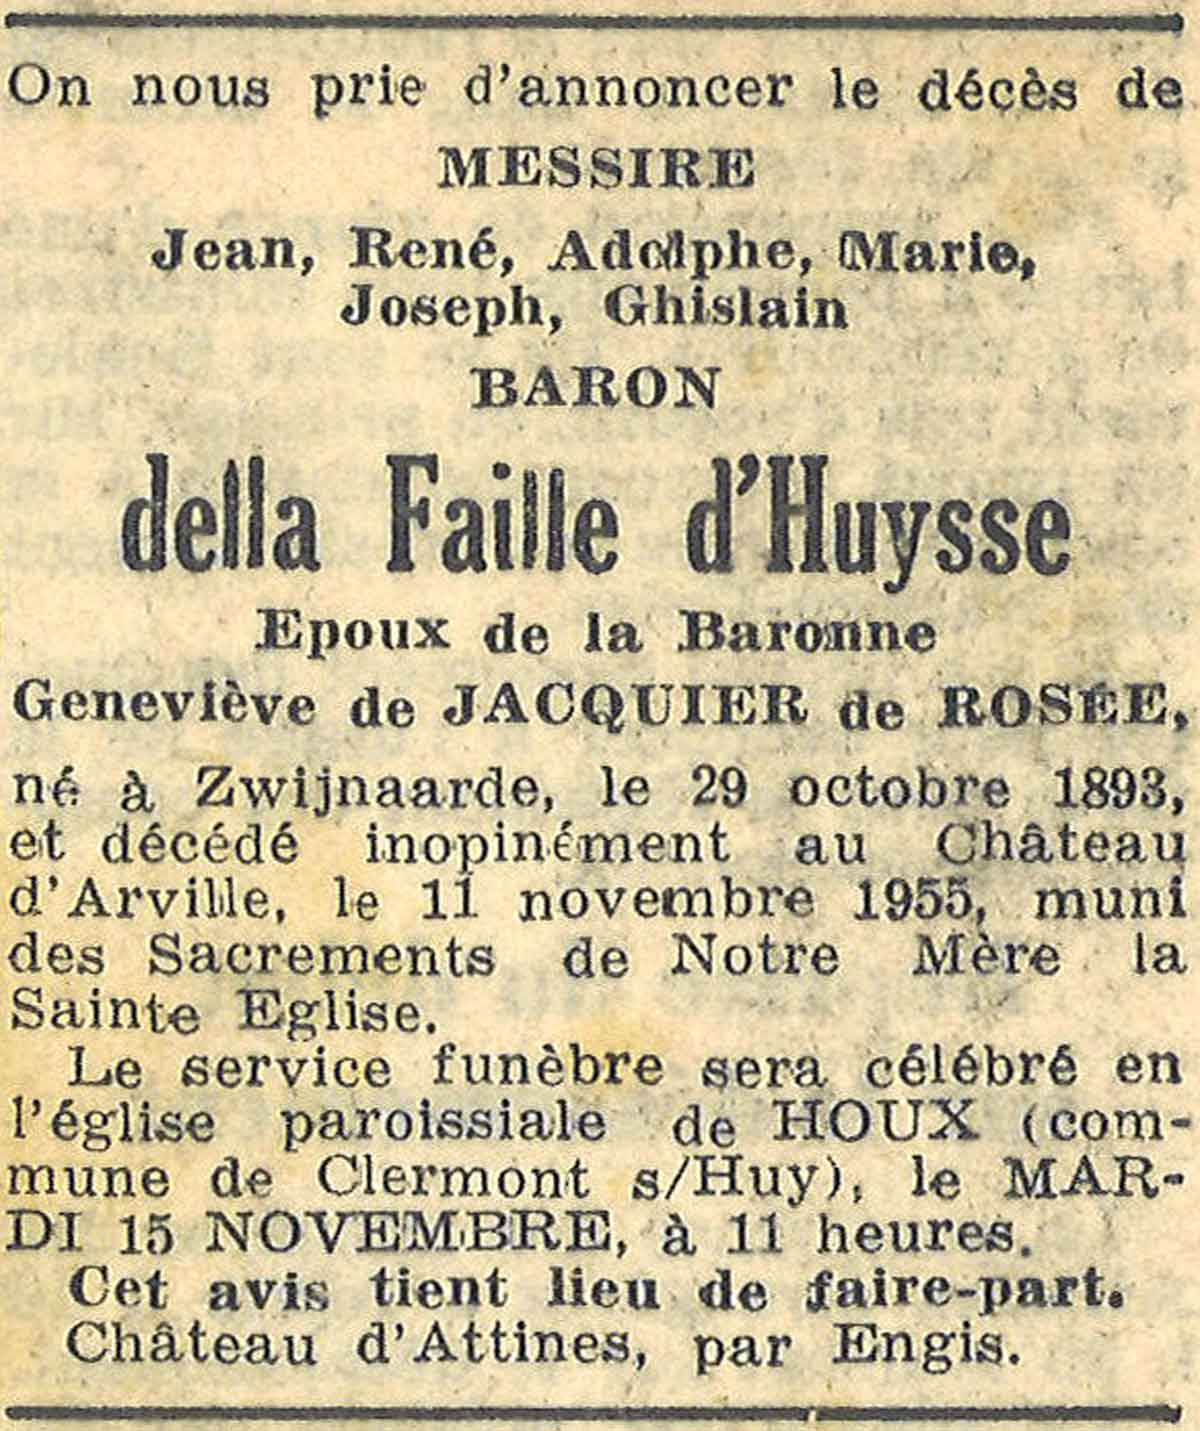 On nous prie d'annoncer le décès de
MESSIRE
Jean, René, Adolphe, Marie,
Joseph, Ghislain
BARON
della Faille d'Huysse
Epoux de la Baronne
Geneviève de JACQUIER de ROSÉE,
né à Zwijnaarde, le 29 octobre 1893,
et décédé inopinément au Château
d'Arville, le 11 novembre 1955, muni
des Sacrements de Notre Mère la
Sainte Eglise.
Le service funèbre sera célébré en
l'église paroissiale de HOUX (com-
mune de Clermont s/Huy), le MAR-
DI 15 NOVEMBRE, à 11 heures.
Cet avis tient lieu de faire-part.
Château d'Attines, par Engis.